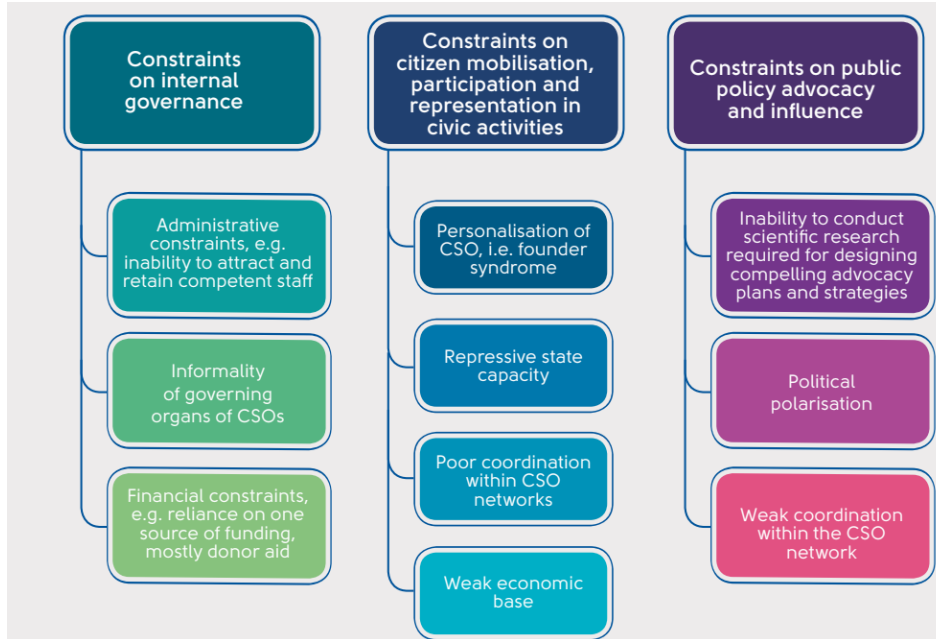 Constraints
on internal
governance
Administrative
constraints, e.g.
inability to attract and
retain competent staff
Informality
of governing
organs of CSOs
Financial constraints,
e.g. reliance on one
source of funding,
mostly donor aid
Constraints on
citizen mobilisation,
participation and
representation in
civic activities
Personalisation of
CSO, i.e. founder
syndrome
Repressive state
capacity
Poor coordination
within CSO
networks
Weak economic
base
Constraints on public
policy advocacy
and influence
Inability to conduct
scientific research
required for designing
compelling advocacy
plans and strategies
Political
polarisation
Weak coordination
within the CSO
network